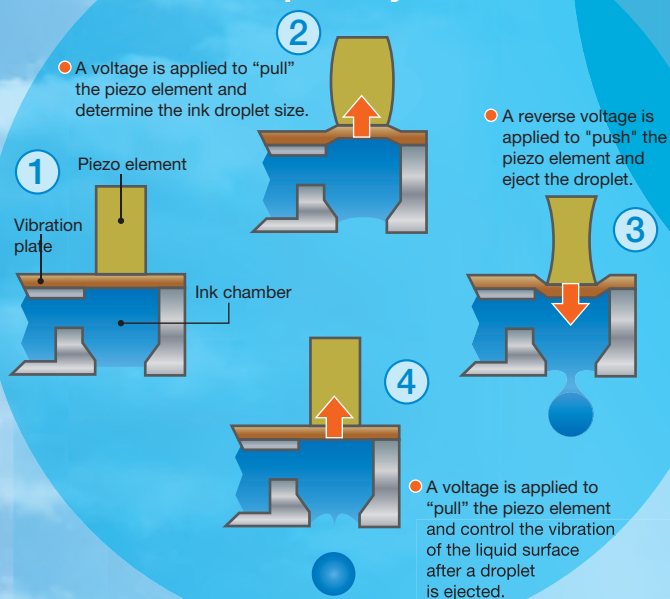 2
A voltage is applied to “pull”
the piezo element and
determine the ink droplet size.
A reverse voltage is
applied to "push" the
piezo element and
eject the droplet.
1
Piezo element
Vibration
plate
Ink chamber
3
4
A voltage is applied to
“pull” the piezo element
and control the vibration
of the liquid surface
after a droplet
is ejected.